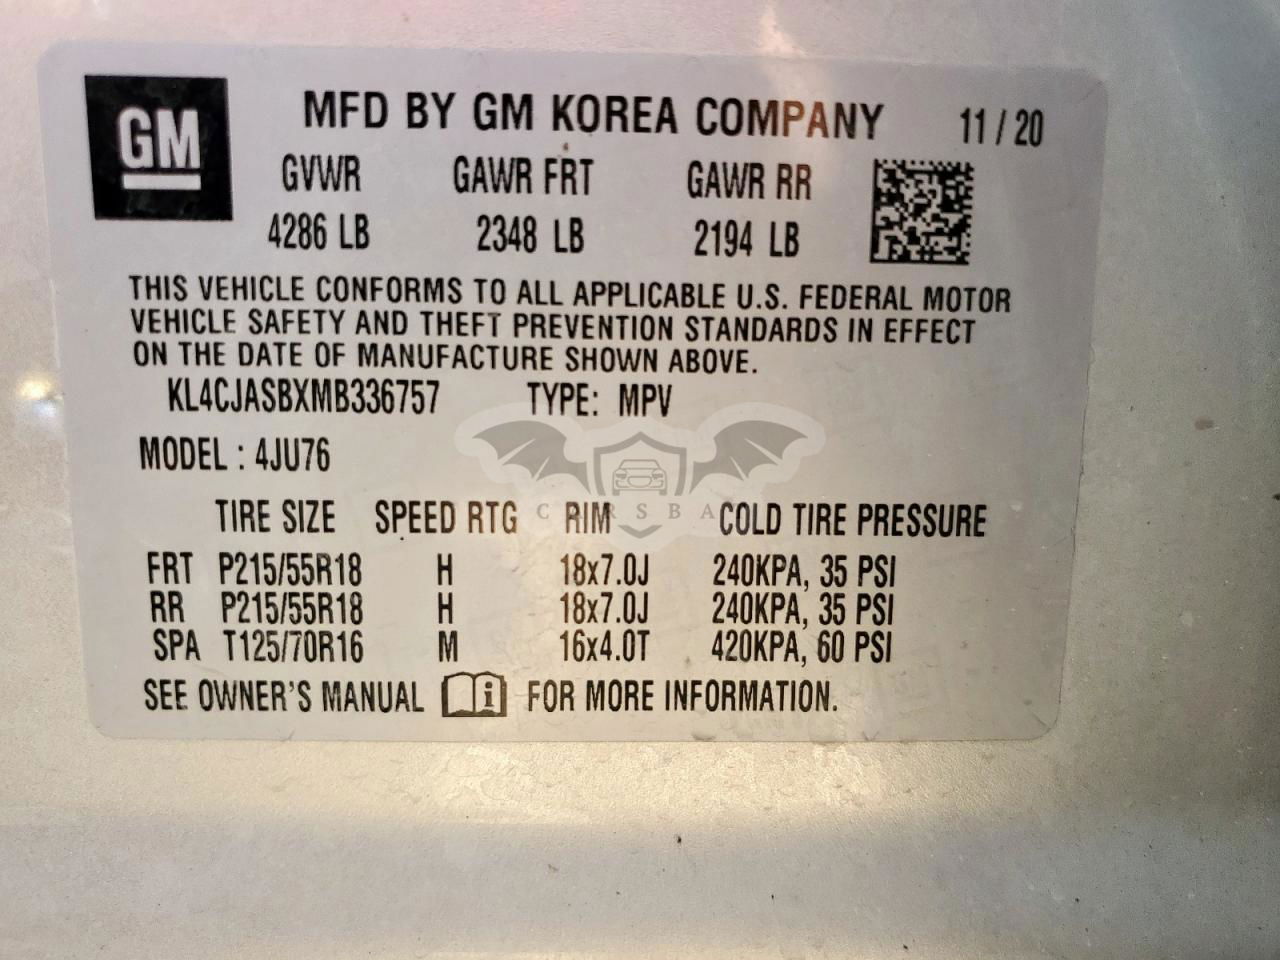 GM
MFD BY GM KOREA COMPANY 11 / 20
GVWR GAWR FRT GAWR RR
4286 LB 2348 LB 2194 LB
THIS VEHICLE CONFORMS TO ALL APPLICABLE U.S. FEDERAL MOTOR
VEHICLE SAFETY AND THEFT PREVENTION STANDARDS IN EFFECT
ON THE DATE OF MANUFACTURE SHOWN ABOVE.
KL4CJASBXMB336757 TYPE: MPV
MODEL : 4JU76
TIRE SIZE SPEED RTG RIM COLD TIRE PRESSURE
FRT P215/55R18 H 18x7.0J 240KPA, 35 PSI
RR P215/55R18 H 18x7.0J 240KPA, 35 PSI
SPA T125/70R16 M 16x4.0T 420KPA, 60 PSI
SEE OWNER'S MANUAL i FOR MORE INFORMATION.